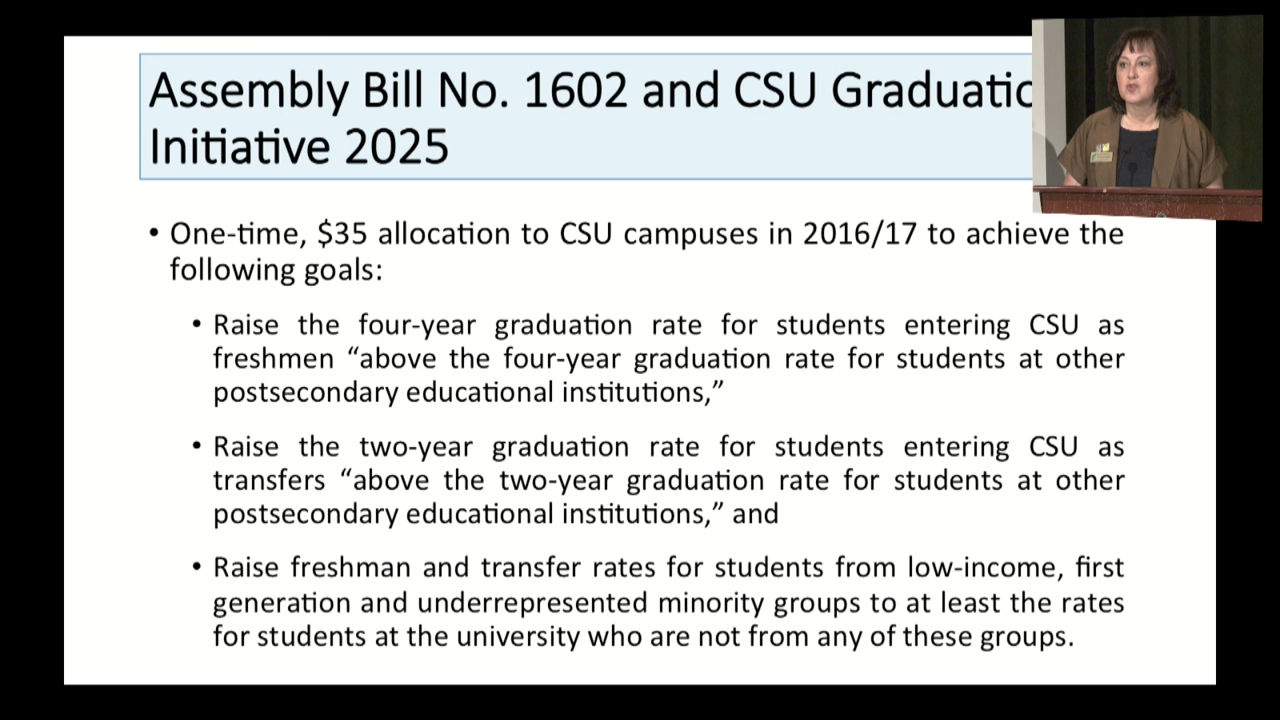 Assembly Bill No. 1602 and CSU Graduatio
Initiative 2025
• One-time, $35 allocation to CSU campuses in 2016/17 to achieve the
following goals:
• Raise the four-year graduation rate for students entering CSU as
freshmen “above the four-year graduation rate for students at other
postsecondary educational institutions,”
• Raise the two-year graduation rate for students entering CSU as
transfers “above the two-year graduation rate for students at other
postsecondary educational institutions,” and
• Raise freshman and transfer rates for students from low-income, first
generation and underrepresented minority groups to at least the rates
for students at the university who are not from any of these groups.